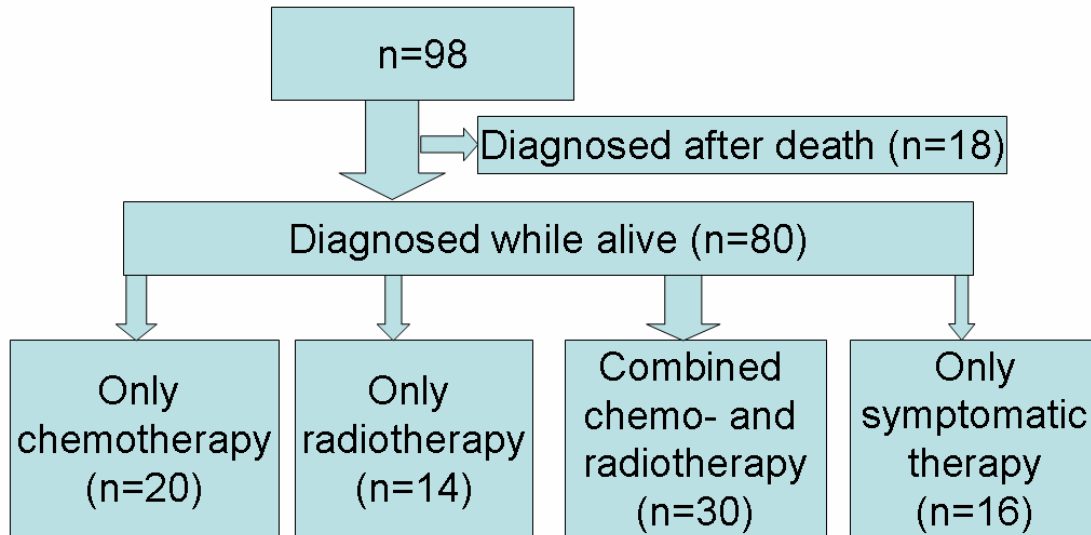 n=98
Diagnosed after death (n=18)
Diagnosed while alive (n=80)
Only
chemotherapy
(n=20)
Only
radiotherapy
(n=14)
Combined
chemo- and
radiotherapy
(n=30)
Only
symptomatic
therapy
(n=16)